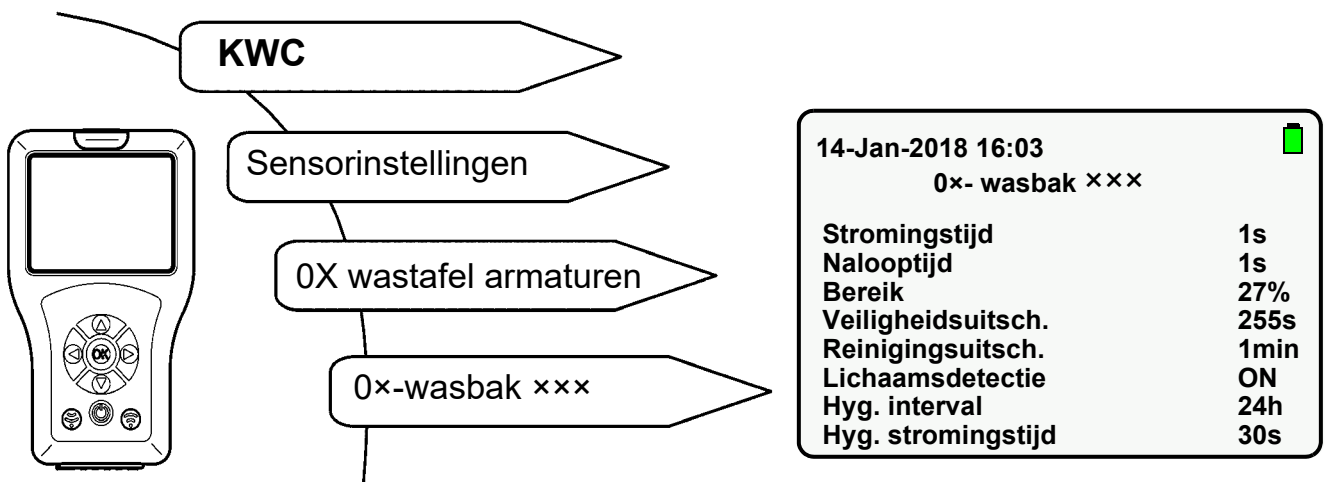 KWC
Sensorinstellingen
0X wastafel armaturen
0×-wasbak ×××
OK
14-Jan-2018 16:03
0×- wasbak ×××
Stromingstijd 1s
Nalooptijd 1s
Bereik 27%
Veiligheidsuitsch. 255s
Reinigingsuitsch. 1min
Lichaamsdetectie ON
Hyg. interval 24h
Hyg. stromingstijd 30s